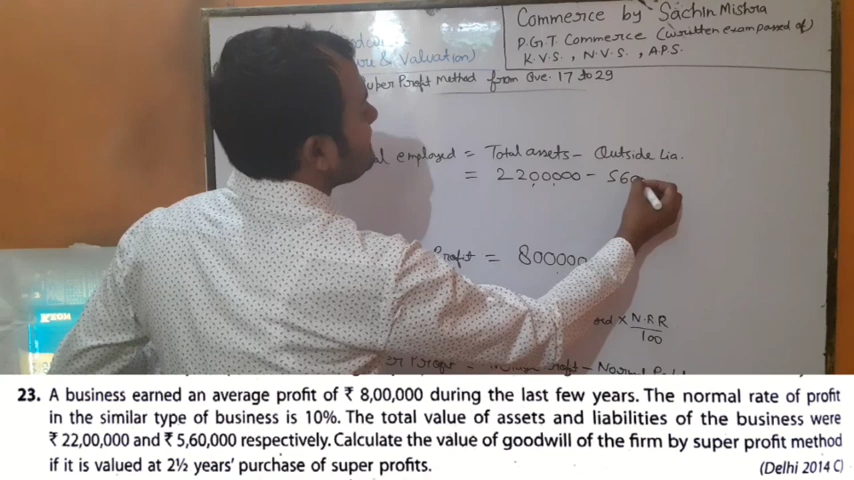 Commerce by Sachin Mishra
P.G.T. Commerce (written exam passed of)
K.V.S., N.V.S., A.P.S.
& Valuation)
Super Profit Method from Que. 17 to 29
employed = Total assets - Outside Lia.
= 2200000 - 560
Profit = 800000
× N.R.R
100
Profit = - Normal
23. A business earned an average profit of ₹ 8,00,000 during the last few years. The normal rate of profit
in the similar type of business is 10%. The total value of assets and liabilities of the business were
₹ 22,00,000 and ₹ 5,60,000 respectively. Calculate the value of goodwill of the firm by super profit method
if it is valued at 2½ years' purchase of super profits. (Delhi 2014 C)